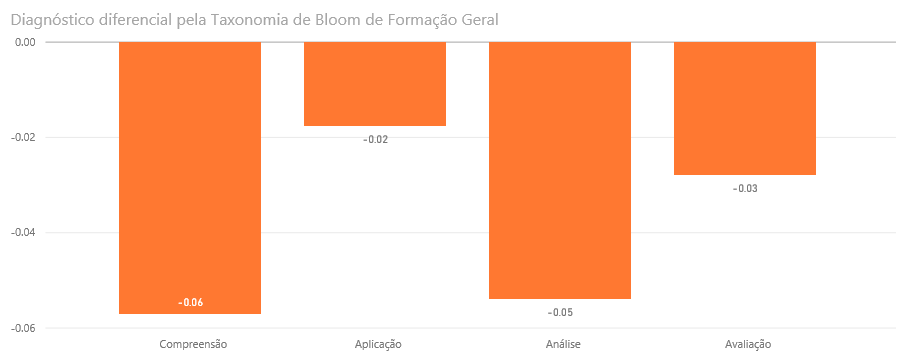 Diagnóstico diferencial pela Taxonomia de Bloom de Formação Geral
0.00
-0.02
-0.04
-0.06
-0.06
-0.02
-0.05
-0.03
Compreensão
Aplicação
Análise
Avaliação